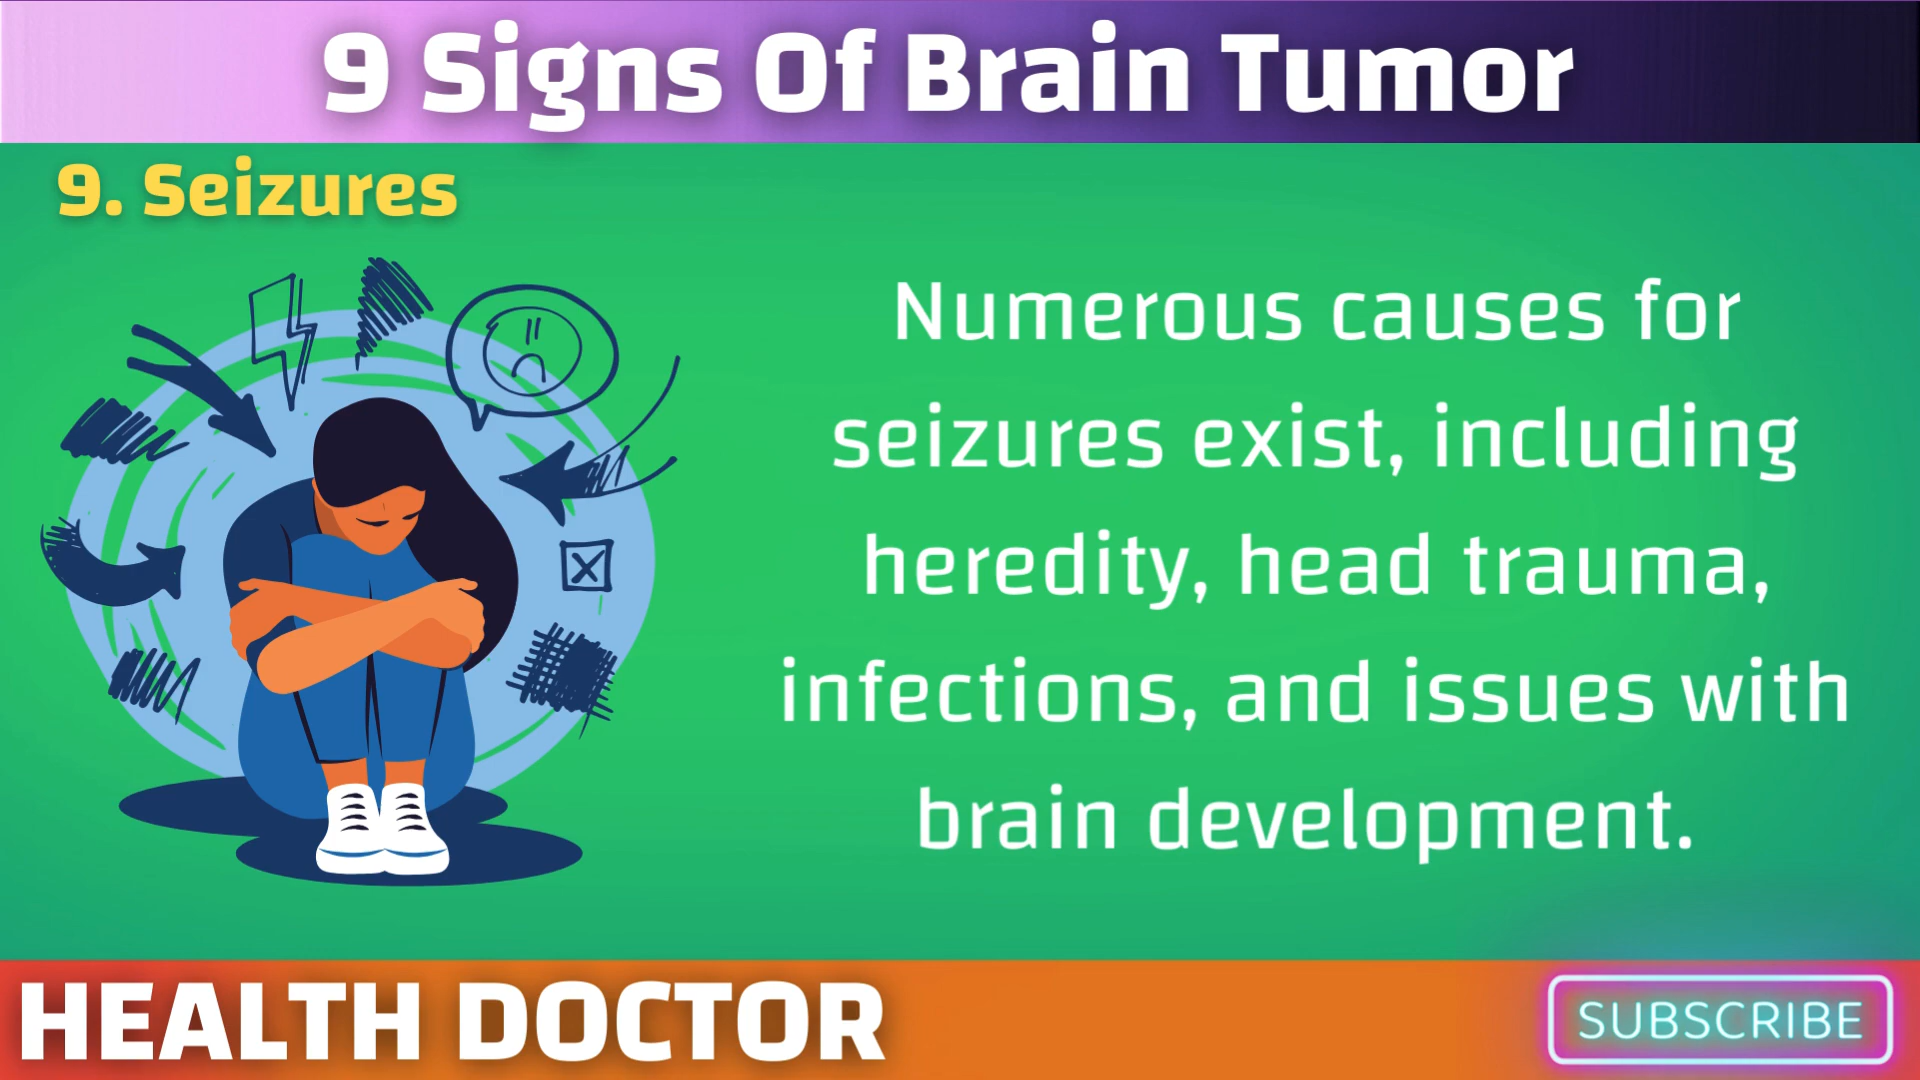 9 Signs Of Brain Tumor
9. Seizures
Numerous causes for
seizures exist, including
heredity, head trauma,
infections, and issues with
brain development.
HEALTH DOCTOR
SUBSCRIBE